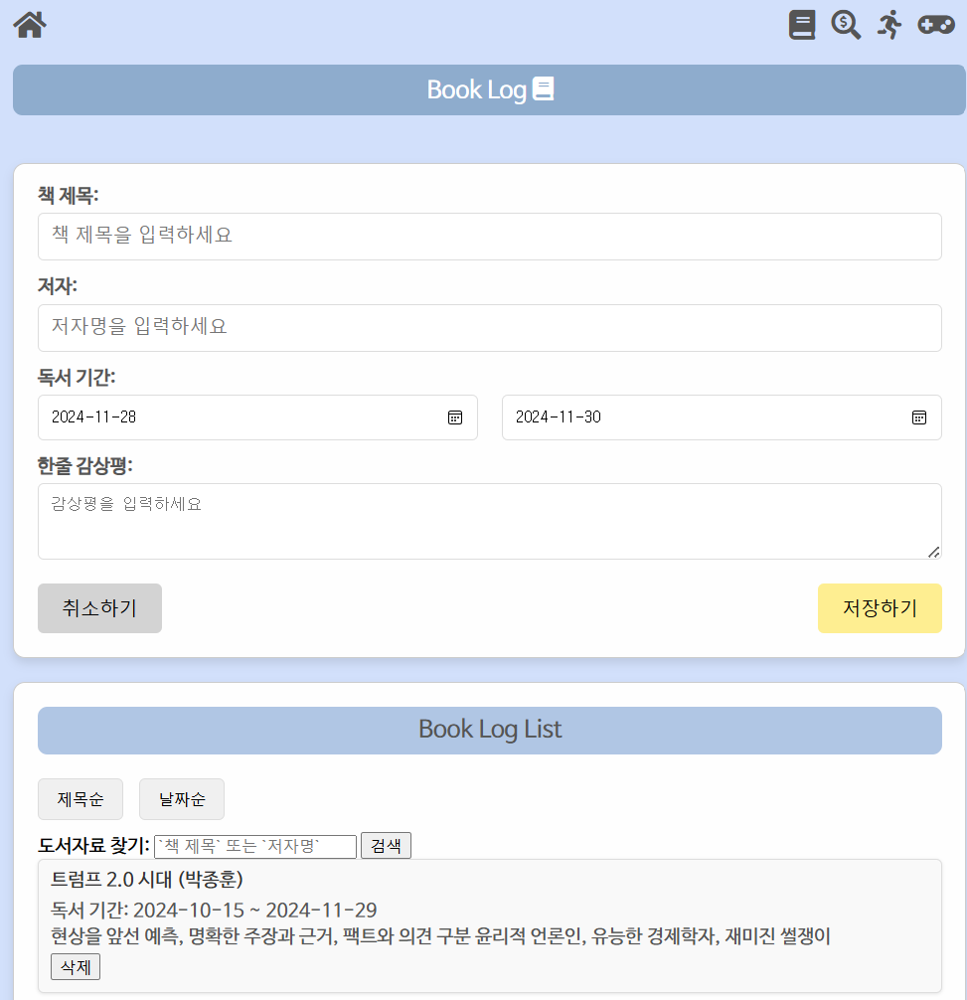 Book Log
책 제목:
책 제목을 입력하세요
저자:
저자명을 입력하세요
독서 기간:
2024-11-28 2024-11-30
한줄 감상평:
감상평을 입력하세요
취소하기 저장하기
Book Log List
제목순 날짜순
도서자료 찾기: `책 제목` 또는 `저자명` 검색
트럼프 2.0 시대 (박종훈)
독서 기간: 2024-10-15 ~ 2024-11-29
현상을 앞선 예측, 명확한 주장과 근거, 팩트와 의견 구분 윤리적 언론인, 유능한 경제학자, 재미진 썰쟁이
삭제